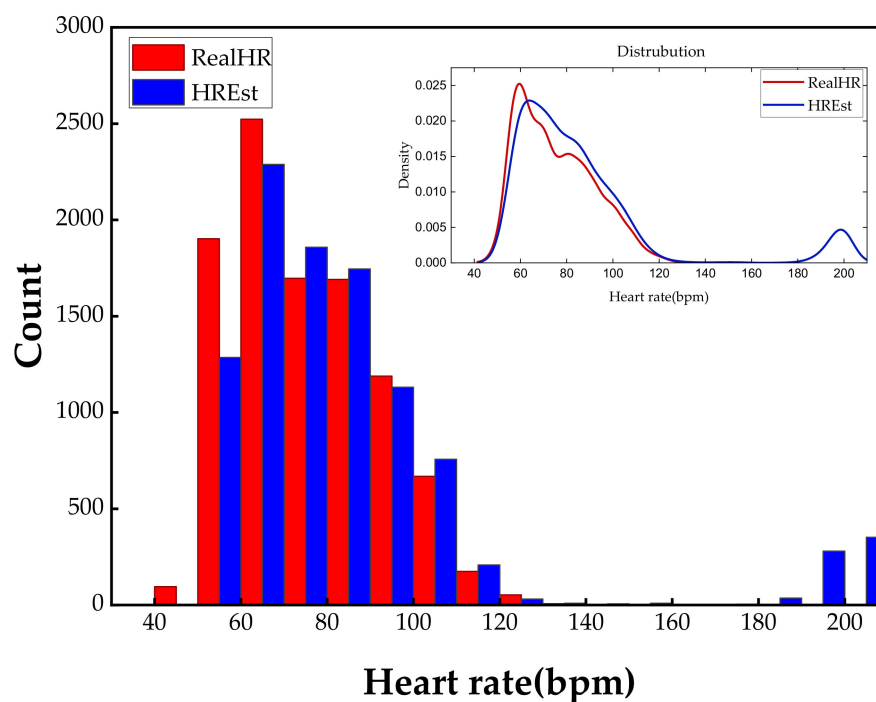 3000
RealHR
HREst
2500
2000
1500
1000
500
0
Count
40 60 80 100 120 140 160 180 200
Heart rate(bpm)
Distrubution
RealHR
HREst
0.025
0.020
0.015
0.010
0.005
0.000
Density
40 60 80 100 120 140 160 180 200
Heart rate(bpm)